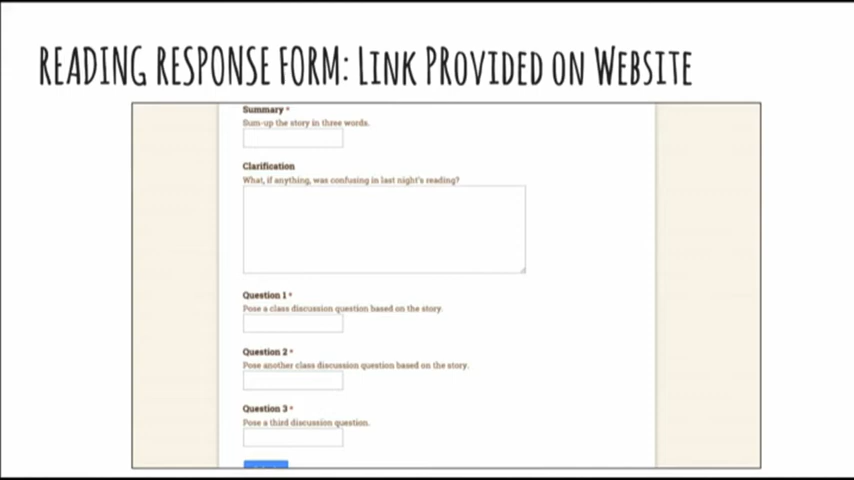 READING RESPONSE FORM: LINK PROVIDED ON WEBSITE
Summary *
Sum-up the story in three words.
Clarification
What, if anything, was confusing in last night's reading?
Question 1 *
Pose a class discussion question based on the story.
Question 2 *
Pose another class discussion question based on the story.
Question 3 *
Pose a third discussion question.